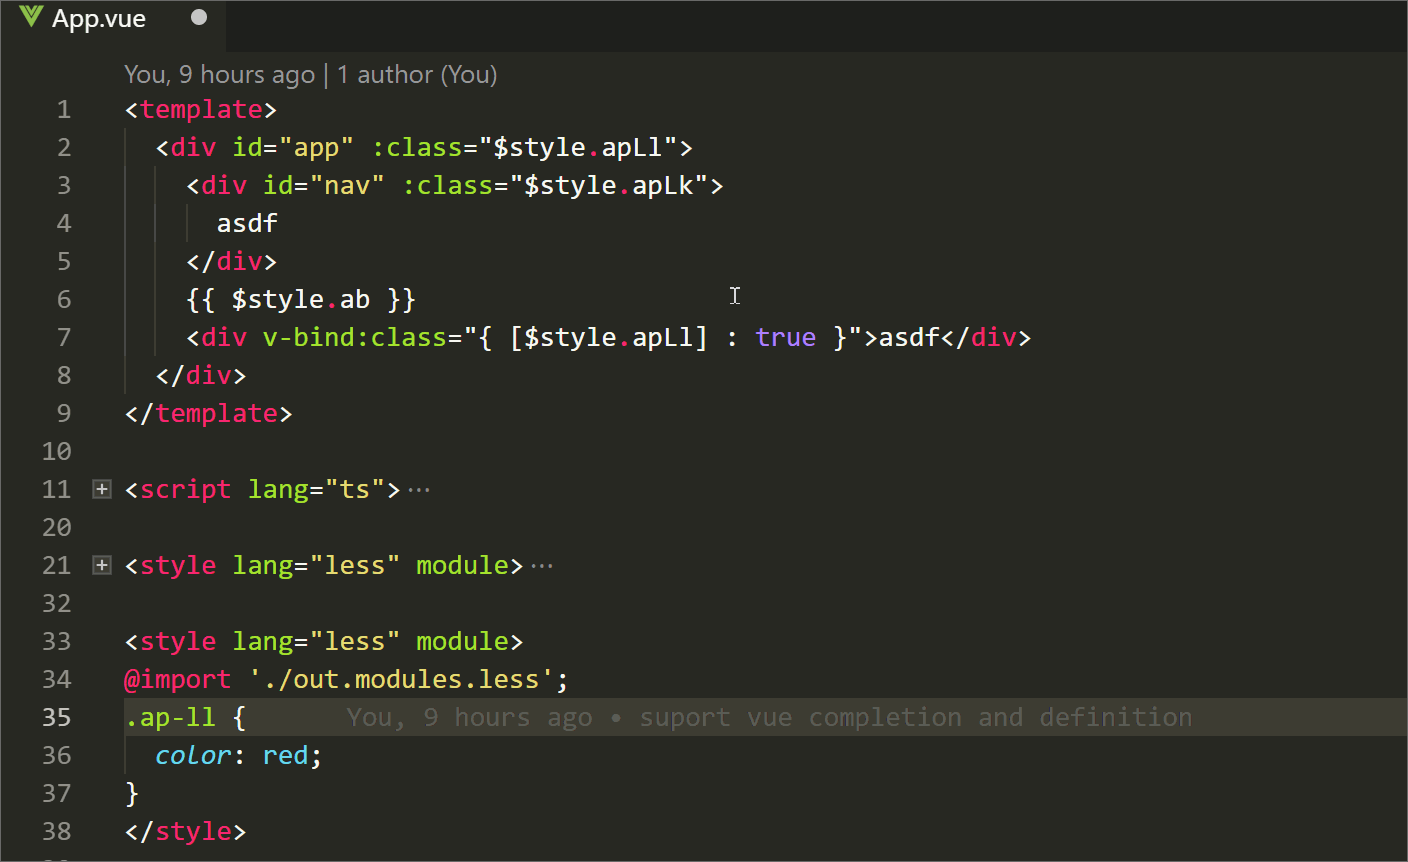 App.vue
You, 9 hours ago | 1 author (You)
1 <template>
2 <div id="app" :class="$style.apLl">
3 <div id="nav" :class="$style.apLk">
4 asdf
5 </div>
6 {{ $style.ab }}
7 <div v-bind:class="{ [$style.apLl] : true }">asdf</div>
8 </div>
9 </template>
10
11 <script lang="ts">···
20
21 <style lang="less" module>···
32
33 <style lang="less" module>
34 @import './out.modules.less';
35 .ap-ll { You, 9 hours ago • suport vue completion and definition
36 color: red;
37 }
38 </style>